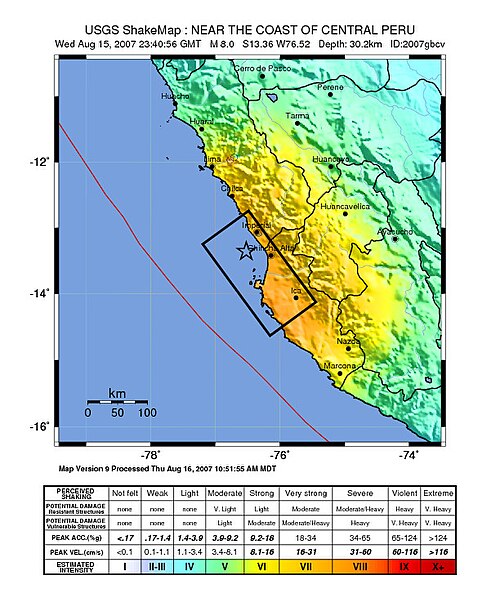 USGS ShakeMap : NEAR THE COAST OF CENTRAL PERU
Wed Aug 15, 2007 23:40:56 GMT M 8.0 S13.36 W76.52 Depth: 30.2km ID:2007gbcv
Cerro de Pasco
Perene
Huacho
Tarma
Huaral
-12°
Lima
Huancayo
Chilca
Huancavelica
Imperial
Ayacucho
Chincha Alta
-14°
Ica
Nazca
Marcona
km
0 50 100
-16°
-78° -76° -74°
Map Version 9 Processed Thu Aug 16, 2007 10:51:55 AM MDT
PERCEIVED SHAKING Not felt Weak Light Moderate Strong Very strong Severe Violent Extreme
POTENTIAL DAMAGE Resistant Structures none none none V. Light Light Moderate Moderate/Heavy Heavy V. Heavy
POTENTIAL DAMAGE Vulnerable Structures none none none Light Moderate Moderate/Heavy Heavy V. Heavy V. Heavy
PEAK ACC.(%g) <.17 .17-1.4 1.4-3.9 3.9-9.2 9.2-18 18-34 34-65 65-124 >124
PEAK VEL.(cm/s) <0.1 0.1-1.1 1.1-3.4 3.4-8.1 8.1-16 16-31 31-60 60-116 >116
ESTIMATED INTENSITY I II-III IV V VI VII VIII IX X+